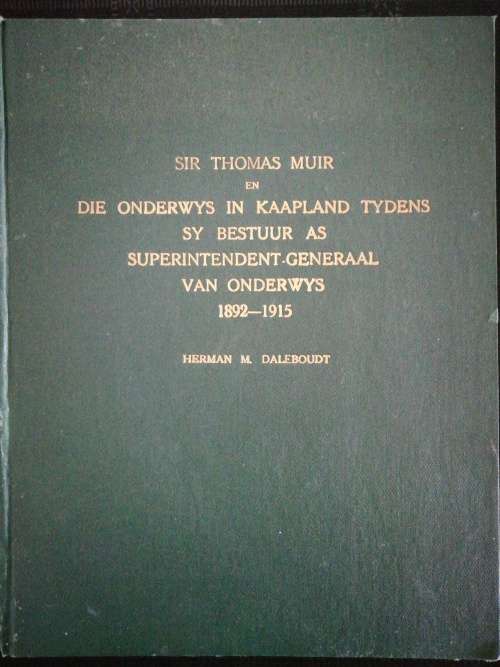 SIR THOMAS MUIR
EN
DIE ONDERWYS IN KAAPLAND TYDENS
SY BESTUUR AS
SUPERINTENDENT-GENERAAL
VAN ONDERWYS
1892—1915
HERMAN M. DALEBOUDT